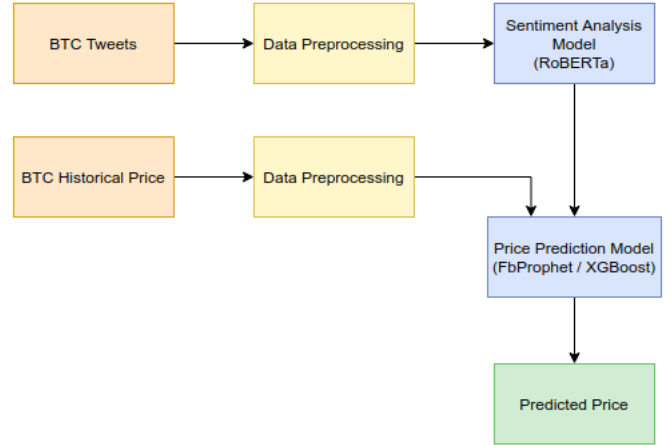 BTC Tweets
Data Preprocessing
Sentiment Analysis
Model
(RoBERTa)
BTC Historical Price
Data Preprocessing
Price Prediction Model
(FbProphet / XGBoost)
Predicted Price